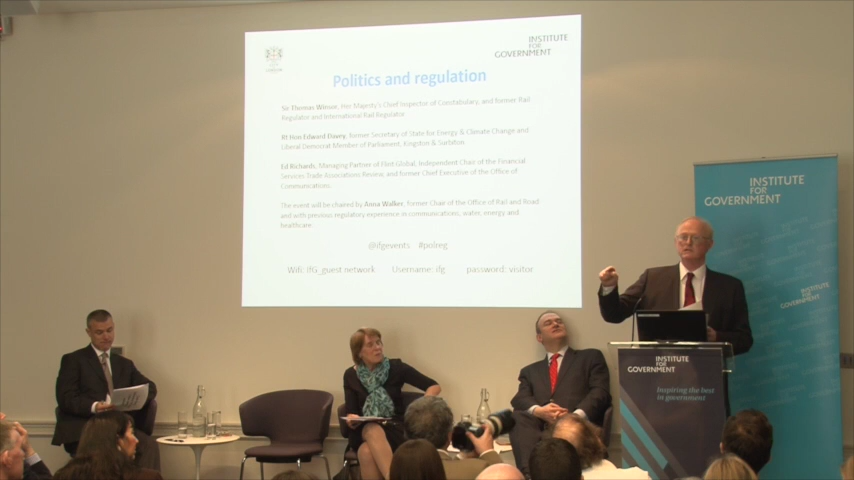 INSTITUTE
FOR
GOVERNMENT
Politics and regulation
Sir Thomas Winsor, Her Majesty's Chief Inspector of Constabulary, and former Rail
Regulator and International Rail Regulator
Rt Hon Edward Davey, former Secretary of State for Energy & Climate Change and
Liberal Democrat Member of Parliament, Kingston & Surbiton
Ed Richards, Managing Partner of Flint Global, Independent Chair of the Financial
Services Trade Associations Review, and former Chief Executive of the Office of
Communications.
The event will be chaired by Anna Walker, former Chair of the Office of Rail and Road
and with previous regulatory experience in communications, water, energy and
healthcare.
@ifgevents #polreg
Wifi: IfG_guest network Username: ifg password: visitor
INSTITUTE
FOR
GOVERNMENT
INSTITUTE
FOR
GOVERNMENT
INSTITUTE
FOR
GOVERNMENT
Inspiring the best
in government